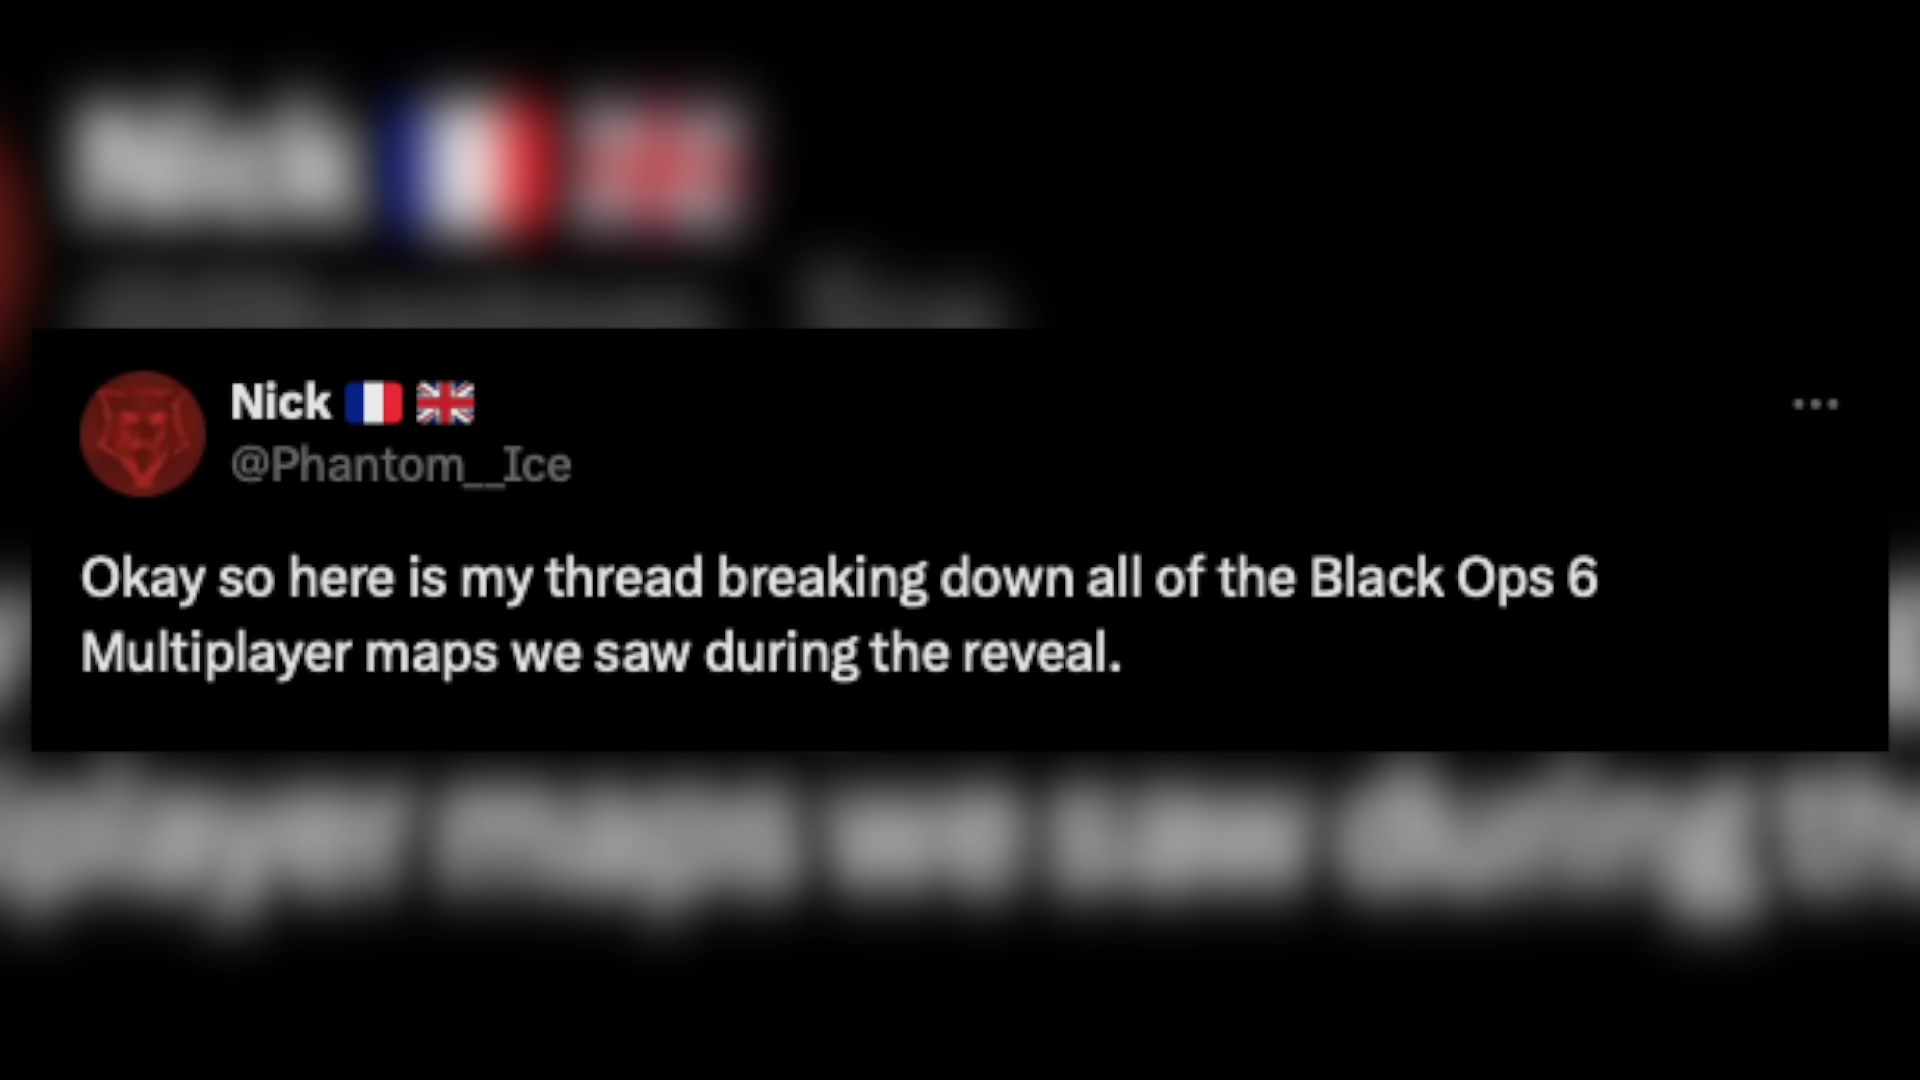 Nick 🇫🇷 🇬🇧
@Phantom__Ice
Okay so here is my thread breaking down all of the Black Ops 6
Multiplayer maps we saw during the reveal.